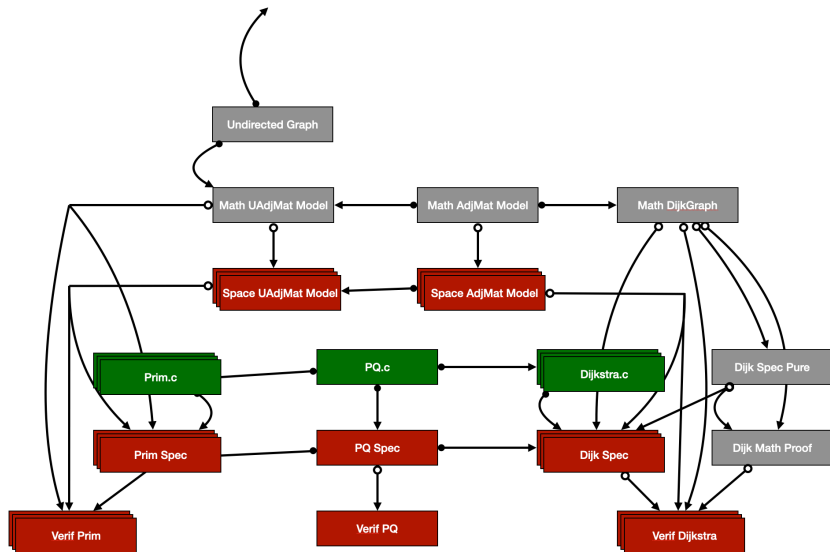 Undirected Graph
Math UAdjMat Model
Math AdjMat Model
Math DijkGraph
Space UAdjMat Model
Space AdjMat Model
Prim.c
PQ.c
Dijkstra.c
Dijk Spec Pure
Prim Spec
PQ Spec
Dijk Spec
Dijk Math Proof
Verif Prim
Verif PQ
Verif Dijkstra